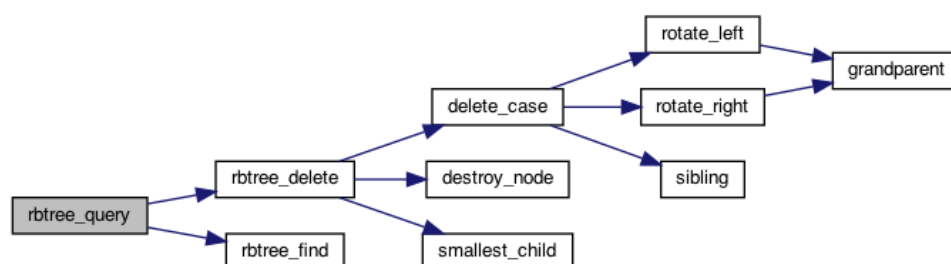 rotate_left
grandparent
delete_case
rotate_right
rbtree_delete
destroy_node
sibling
rbtree_query
rbtree_find
smallest_child